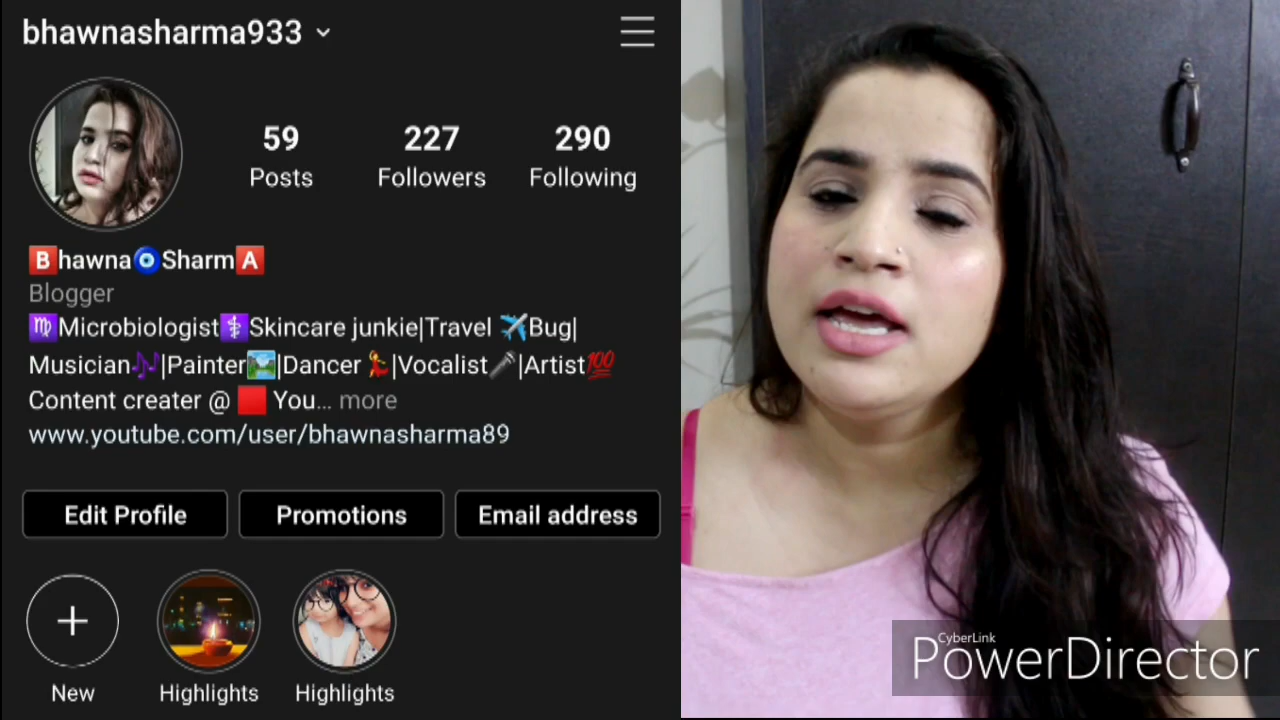 bhawnasharma933
59
227
290
Posts
Followers
Following
🅱hawna🧿Sharm🅰
Blogger
♍Microbiologist⚕Skincare junkie|Travel ✈Bug|
Musician🎶|Painter🏞|Dancer💃|Vocalist🎤|Artist💯
Content creater @ 🟥 You... more
www.youtube.com/user/bhawnasharma89
Edit Profile
Promotions
Email address
New
Highlights
Highlights
CyberLink
PowerDirector